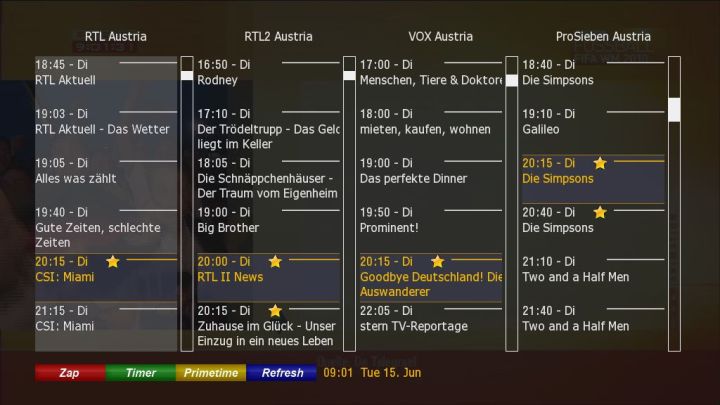 RTL Austria
18:45 - Di
RTL Aktuell
19:03 - Di
RTL Aktuell - Das Wetter
19:05 - Di
Alles was zählt
19:40 - Di
Gute Zeiten, schlechte
Zeiten
20:15 - Di
CSI: Miami
21:15 - Di
CSI: Miami
RTL2 Austria
16:50 - Di
Rodney
17:10 - Di
Der Trödeltrupp - Das Geld
liegt im Keller
18:05 - Di
Die Schnäppchenhäuser -
Der Traum vom Eigenheim
19:00 - Di
Big Brother
20:00 - Di
RTL II News
20:15 - Di
Zuhause im Glück - Unser
Einzug in ein neues Leben
VOX Austria
17:00 - Di
Menschen, Tiere & Doktore
18:00 - Di
mieten, kaufen, wohnen
19:00 - Di
Das perfekte Dinner
19:50 - Di
Prominent!
20:15 - Di
Goodbye Deutschland! Die
Auswanderer
22:05 - Di
stern TV-Reportage
ProSieben Austria
18:40 - Di
Die Simpsons
19:10 - Di
Galileo
20:15 - Di
Die Simpsons
20:40 - Di
Die Simpsons
21:10 - Di
Two and a Half Men
21:40 - Di
Two and a Half Men
Zap
Timer
Primetime
Refresh
09:01 Tue 15. Jun